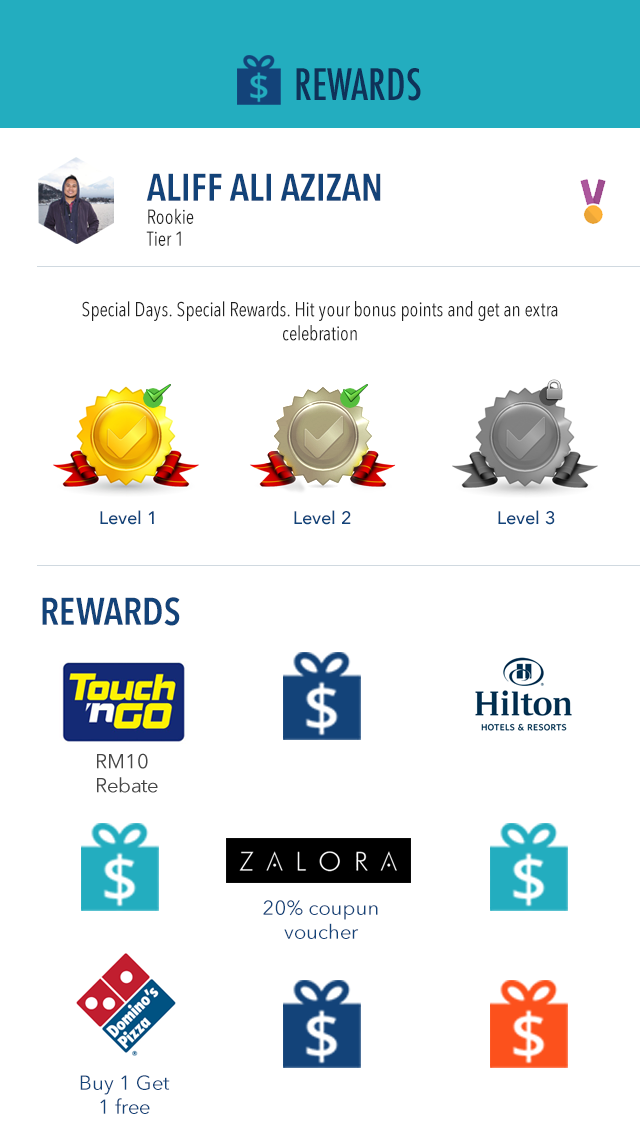 $ REWARDS
ALIFF ALI AZIZAN
Rookie
Tier 1
Special Days. Special Rewards. Hit your bonus points and get an extra
celebration
Level 1
Level 2
Level 3
REWARDS
Touch
'nGO
RM10
Rebate
$
H
Hilton
HOTELS & RESORTS
$
ZALORA
20% coupun
voucher
$
Domino's
Pizza
®
Buy 1 Get
1 free
$
$